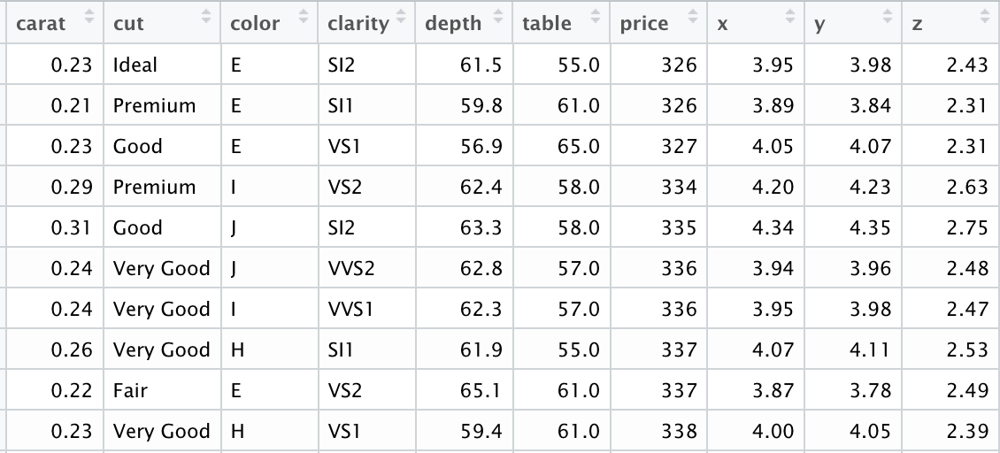 carat cut color clarity depth table price x y z
0.23 Ideal E SI2 61.5 55.0 326 3.95 3.98 2.43
0.21 Premium E SI1 59.8 61.0 326 3.89 3.84 2.31
0.23 Good E VS1 56.9 65.0 327 4.05 4.07 2.31
0.29 Premium I VS2 62.4 58.0 334 4.20 4.23 2.63
0.31 Good J SI2 63.3 58.0 335 4.34 4.35 2.75
0.24 Very Good J VVS2 62.8 57.0 336 3.94 3.96 2.48
0.24 Very Good I VVS1 62.3 57.0 336 3.95 3.98 2.47
0.26 Very Good H SI1 61.9 55.0 337 4.07 4.11 2.53
0.22 Fair E VS2 65.1 61.0 337 3.87 3.78 2.49
0.23 Very Good H VS1 59.4 61.0 338 4.00 4.05 2.39